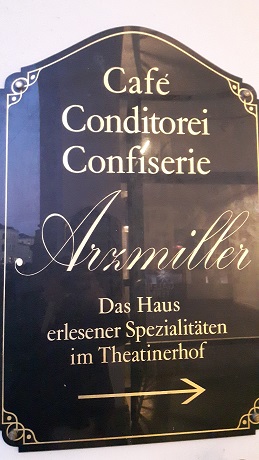 Café
Conditorei
Confiserie
Arzmiller
Das Haus
erlesener Spezialitäten
im Theatinerhof